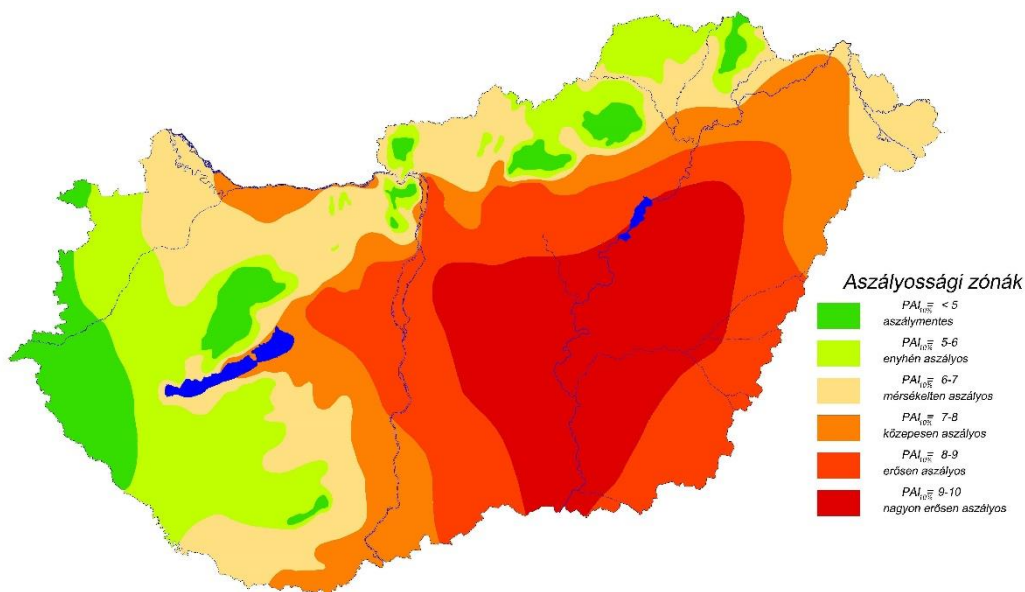 Aszályossági zónák
PAI10%= < 5
aszálymentes
PAI10%= 5-6
enyhén aszályos
PAI10%= 6-7
mérsékelten aszályos
PAI10%= 7-8
közepesen aszályos
PAI10%= 8-9
erősen aszályos
PAI10%= 9-10
nagyon erősen aszályos